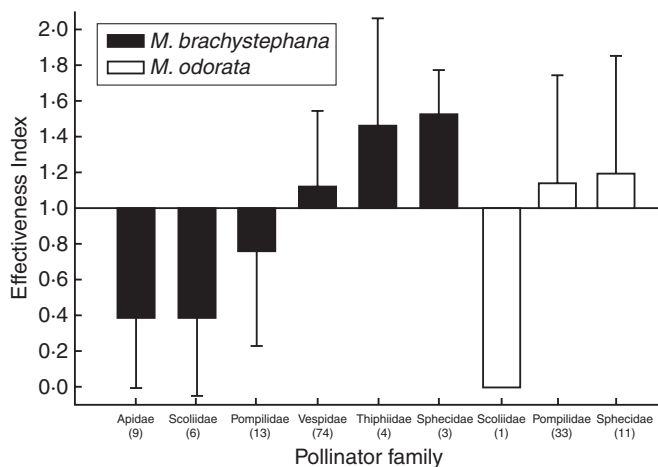 2·0
1·8
1·6
1·4
1·2
1·0
0·8
0·6
0·4
0·2
0·0
Effectiveness Index
M. brachystephana
M. odorata
Apidae Scoliidae Pompilidae Vespidae Thiphiidae Sphecidae Scoliidae Pompilidae Sphecidae
(9) (6) (13) (74) (4) (3) (1) (33) (11)
Pollinator family